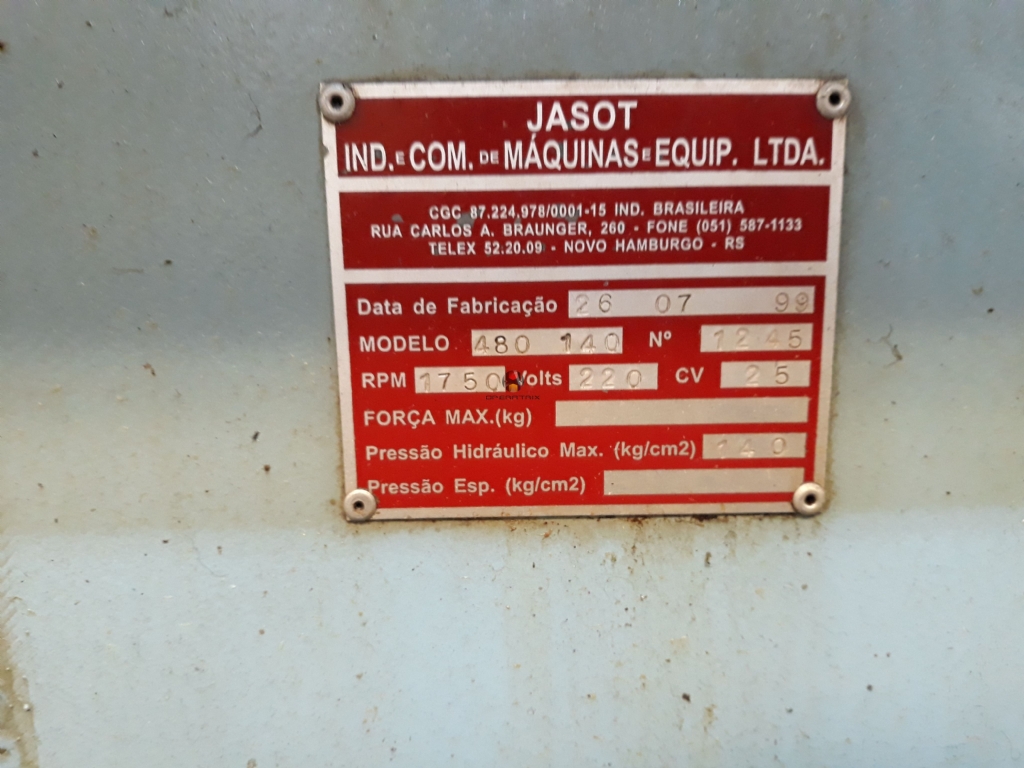 JASOT
IND. E COM. DE MÁQUINAS E EQUIP. LTDA.
CGC 87.224.978/0001-15 IND. BRASILEIRA
RUA CARLOS A. BRAUNGER, 260 - FONE (051) 587-1133
TELEX 52.20.09 - NOVO HAMBURGO - RS
Data de Fabricação 26 07 99
MODELO 480 140 Nº 1245
RPM 1750 Volts 220 CV 25
OPERATRIX
FORÇA MAX.(kg)
Pressão Hidráulico Max. (kg/cm2) 140
Pressão Esp. (kg/cm2)